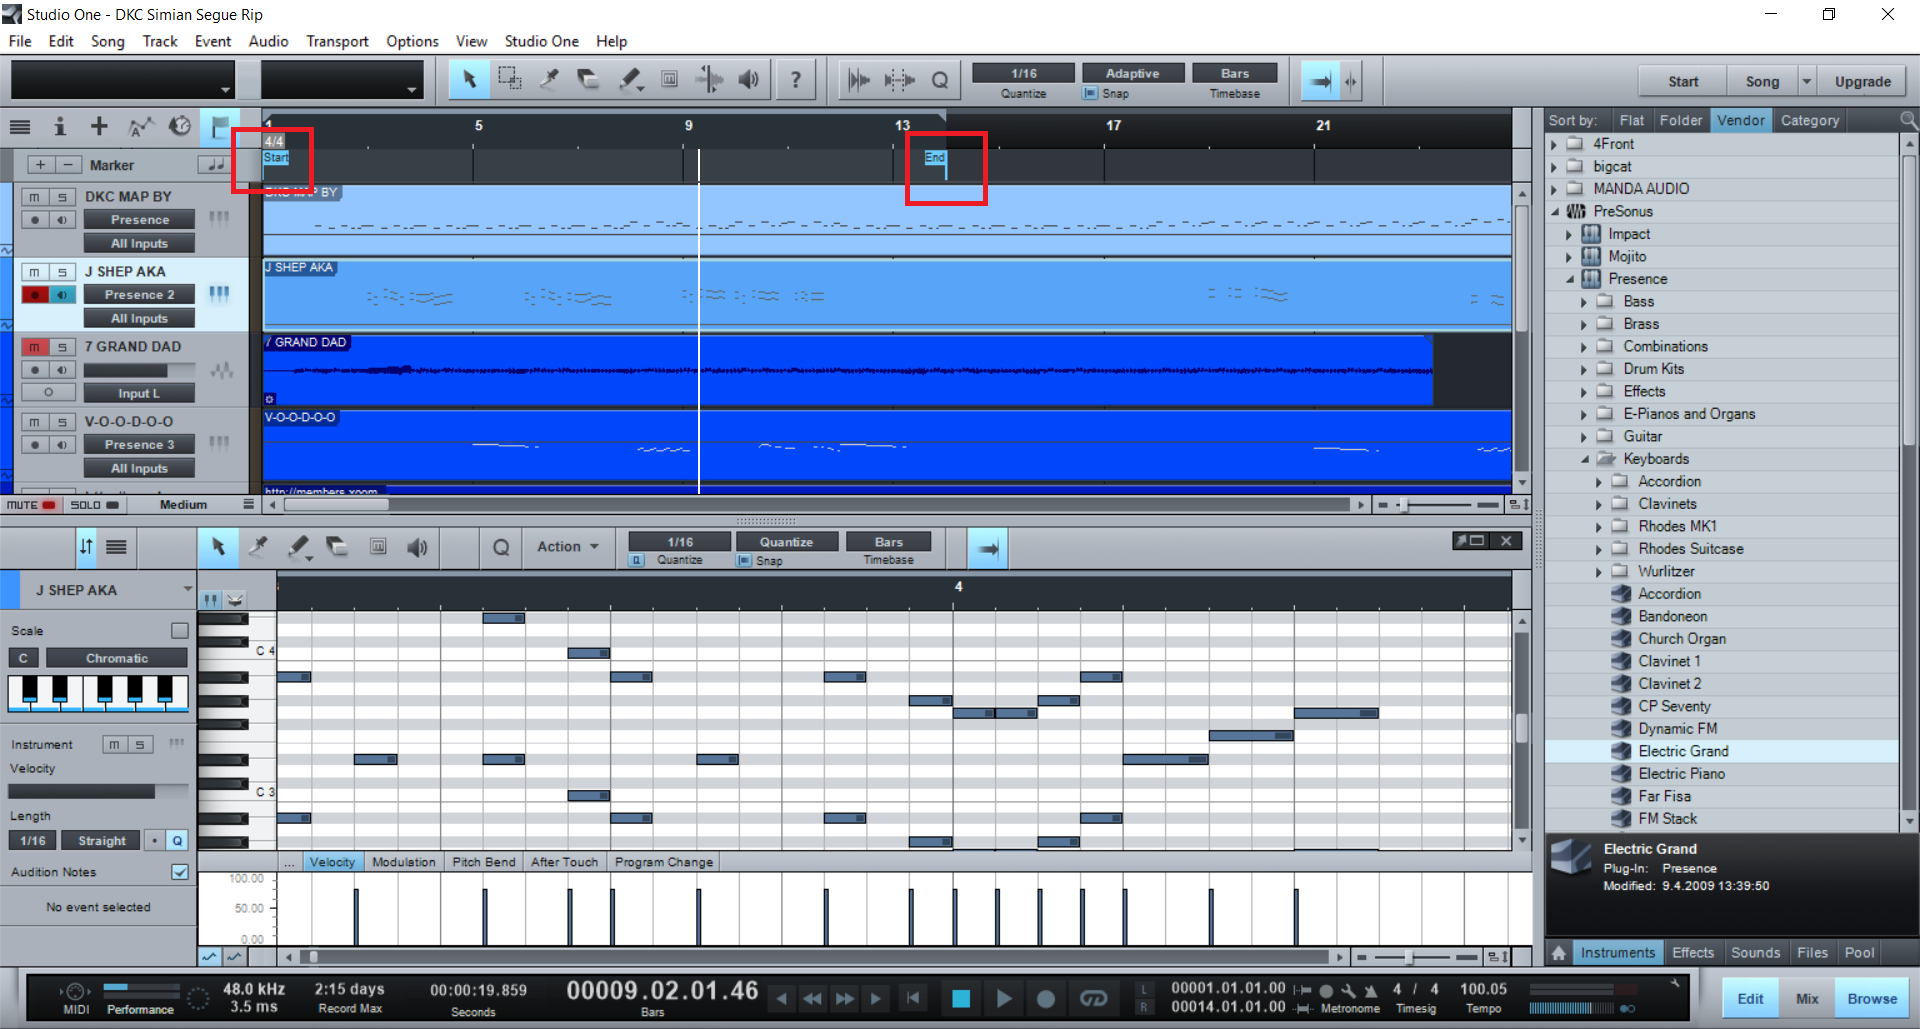 Studio One - DKC Simian Segue Rip
File Edit Song Track Event Audio Transport Options View Studio One Help
? Q 1/16 Adaptive Bars Start Song Upgrade
Quantize Snap Timebase
1 5 9 13 17 21
4/4
+ - Marker Start End
Sort by: Flat Folder Vendor Category
m S DKC MAP BY
Presence
All Inputs
m S J SHEP AKA
Presence 2
All Inputs
m S 7 GRAND DAD
Input L
m S V-O-O-D-O-O
Presence 3
All Inputs
MUTE SOLO Medium
DKC MAP BY
J SHEP AKA
7 GRAND DAD
V-O-O-D-O-O
4Front
bigcat
MANDA AUDIO
PreSonus
Impact
Mojito
Presence
Bass
Brass
Combinations
Drum Kits
Effects
E-Pianos and Organs
Guitar
Keyboards
Accordion
Clavinets
Rhodes MK1
Rhodes Suitcase
Wurlitzer
Accordion
Bandoneon
Church Organ
Clavinet 1
Clavinet 2
CP Seventy
Dynamic FM
Electric Grand
Electric Piano
Far Fisa
FM Stack
Q Action 1/16 Quantize Bars
Q Quantize Snap Timebase
J SHEP AKA
4
Scale
C Chromatic
C 4
C 3
Instrument m S
Velocity
Length
1/16 Straight Q
Audition Notes
No event selected
... Velocity Modulation Pitch Bend After Touch Program Change
100.00
50.00
0.00
Electric Grand
Plug-In: Presence
Modified: 9.4.2009 13:39:50
Instruments Effects Sounds Files Pool
MIDI
Performance
48.0 kHz
3.5 ms
2:15 days
Record Max
00:00:19.859
Seconds
00009.02.01.46
Bars
L 00001.01.01.00
R 00014.01.01.00
Metronome
4 / 4
Timesig
100.05
Tempo
Edit Mix Browse